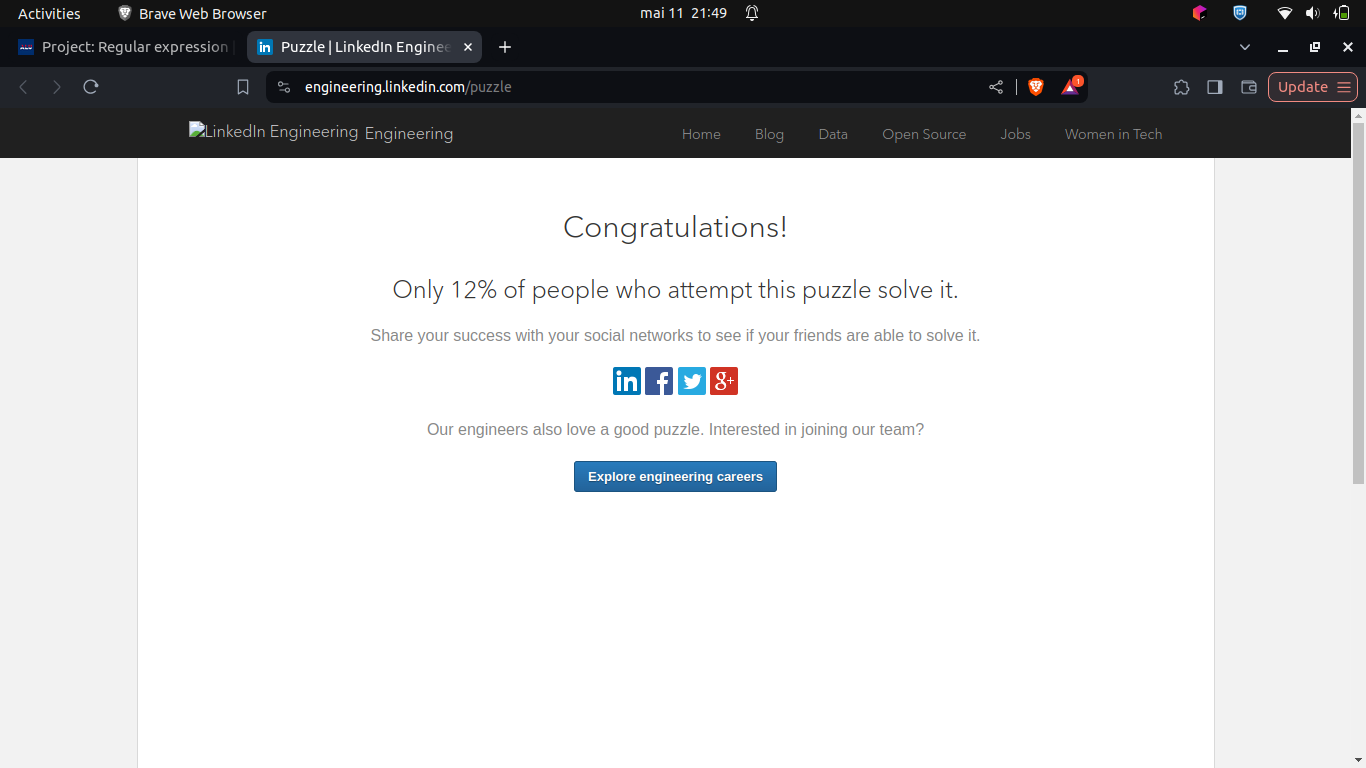 Activities Brave Web Browser mai 11 21:49
Project: Regular expression Puzzle | LinkedIn Enginee
engineering.linkedin.com/puzzle 1 Update
LinkedIn Engineering Engineering Home Blog Data Open Source Jobs Women in Tech
Congratulations!
Only 12% of people who attempt this puzzle solve it.
Share your success with your social networks to see if your friends are able to solve it.
in f g+
Our engineers also love a good puzzle. Interested in joining our team?
Explore engineering careers